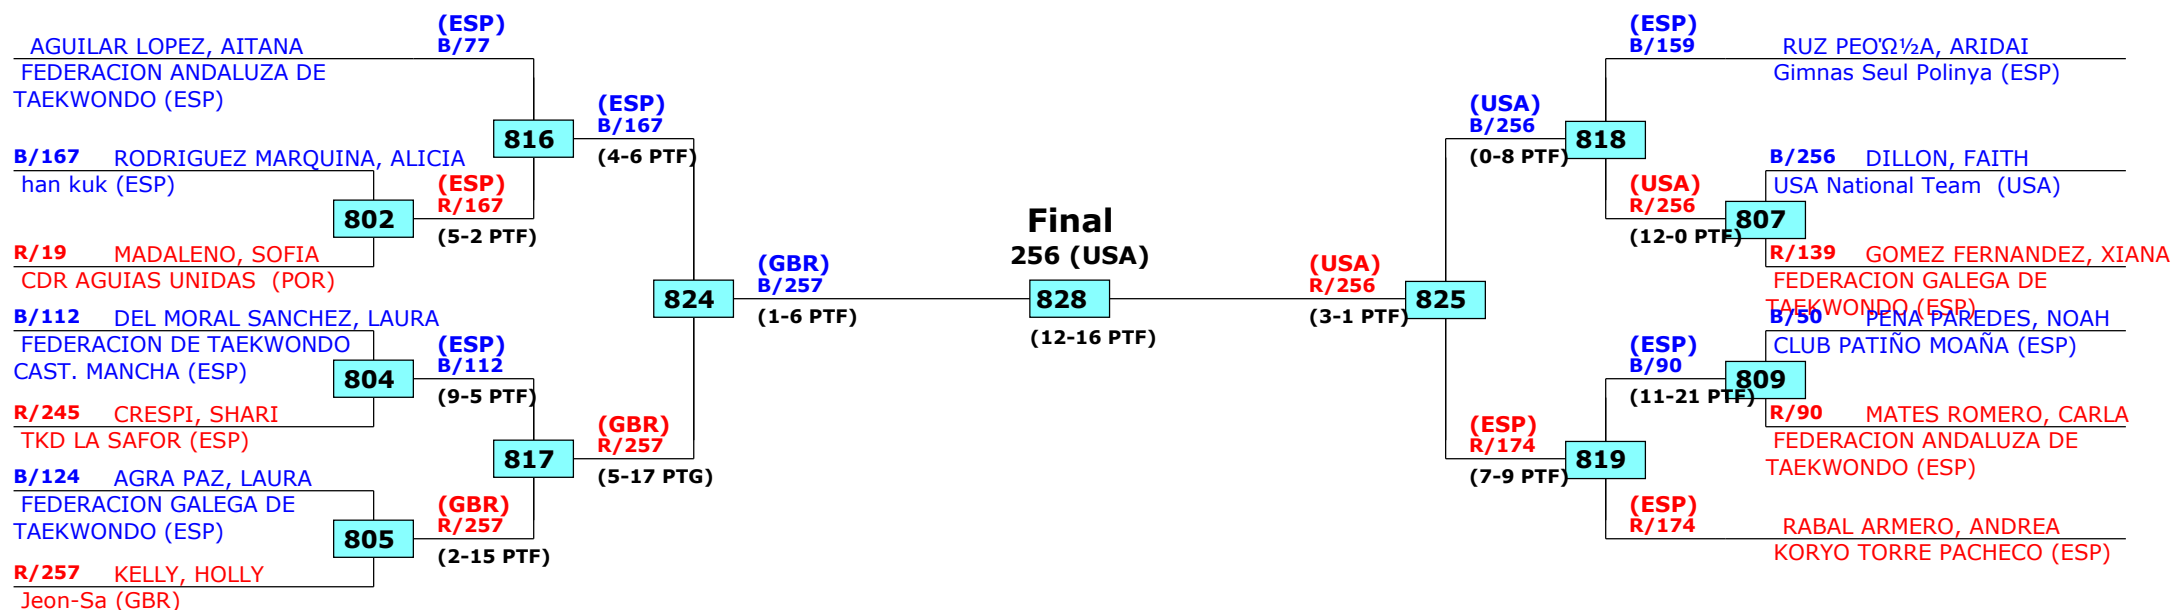 (ESP)
B/77
AGUILAR LOPEZ, AITANA
FEDERACION ANDALUZA DE
TAEKWONDO (ESP)
816
(ESP)
B/167
(4-6 PTF)
B/167 RODRIGUEZ MARQUINA, ALICIA
han kuk (ESP)
802
(ESP)
R/167
(5-2 PTF)
R/19 MADALENO, SOFIA
CDR AGUIAS UNIDAS (POR)
824
(GBR)
B/257
(1-6 PTF)
B/112 DEL MORAL SANCHEZ, LAURA
FEDERACION DE TAEKWONDO
CAST. MANCHA (ESP)
804
(ESP)
B/112
(9-5 PTF)
R/245 CRESPI, SHARI
TKD LA SAFOR (ESP)
817
(GBR)
R/257
(5-17 PTG)
B/124 AGRA PAZ, LAURA
FEDERACION GALEGA DE
TAEKWONDO (ESP)
805
(GBR)
R/257
(2-15 PTF)
R/257 KELLY, HOLLY
Jeon-Sa (GBR)
Final
256 (USA)
828
(12-16 PTF)
(USA)
R/256
(3-1 PTF)
825
(USA)
B/256
(0-8 PTF)
818
(ESP)
B/159
RUZ PEO'Ω½A, ARIDAI
Gimnas Seul Polinya (ESP)
(USA)
R/256
(12-0 PTF)
807
B/256 DILLON, FAITH
USA National Team (USA)
R/139 GOMEZ FERNANDEZ, XIANA
FEDERACION GALEGA DE
TAEKWONDO (ESP)
B/50 PENA PAREDES, NOAH
CLUB PATIÑO MOAÑA (ESP)
(ESP)
B/90
(11-21 PTF)
809
R/90 MATES ROMERO, CARLA
FEDERACION ANDALUZA DE
TAEKWONDO (ESP)
(ESP)
R/174
(7-9 PTF)
819
(ESP)
R/174
RABAL ARMERO, ANDREA
KORYO TORRE PACHECO (ESP)